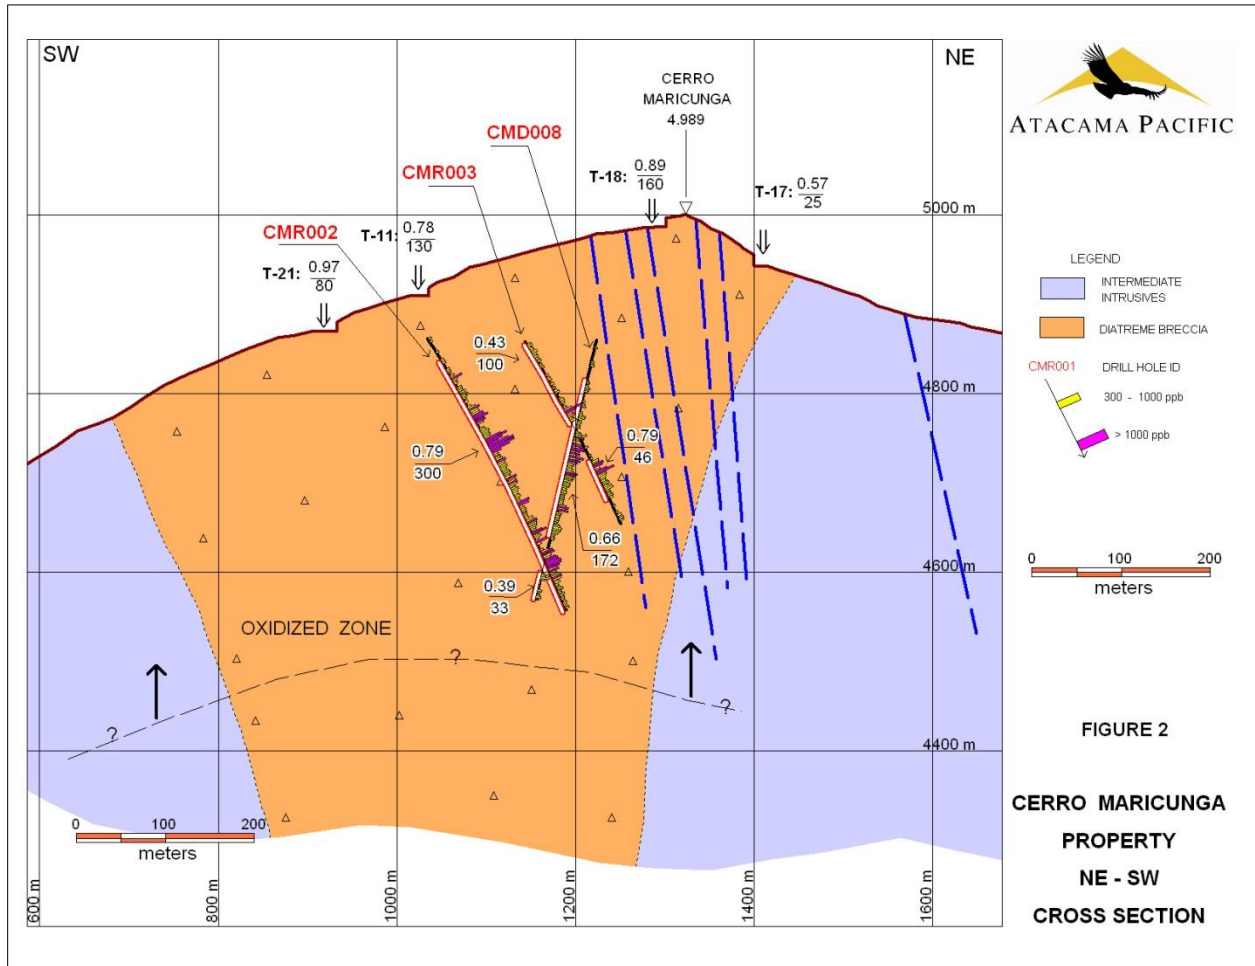 SW
NE
CERRO
MARICUNGA
4.989
CMD008
CMR003
CMR002
T-18: 0.89
160
T-17: 0.57
25
T-11: 0.78
130
T-21: 0.97
80
5000 m
4800 m
4600 m
4400 m
0.43
100
0.79
300
0.79
46
0.66
172
0.39
33
OXIDIZED ZONE
?
?
?
0 100 200
meters
600 m
800 m
1000 m
1200 m
1400 m
1600 m
ATACAMA PACIFIC
LEGEND
INTERMEDIATE
INTRUSIVES
DIATREME BRECCIA
CMR001 DRILL HOLE ID
300 - 1000 ppb
> 1000 ppb
0 100 200
meters
FIGURE 2
CERRO MARICUNGA
PROPERTY
NE - SW
CROSS SECTION